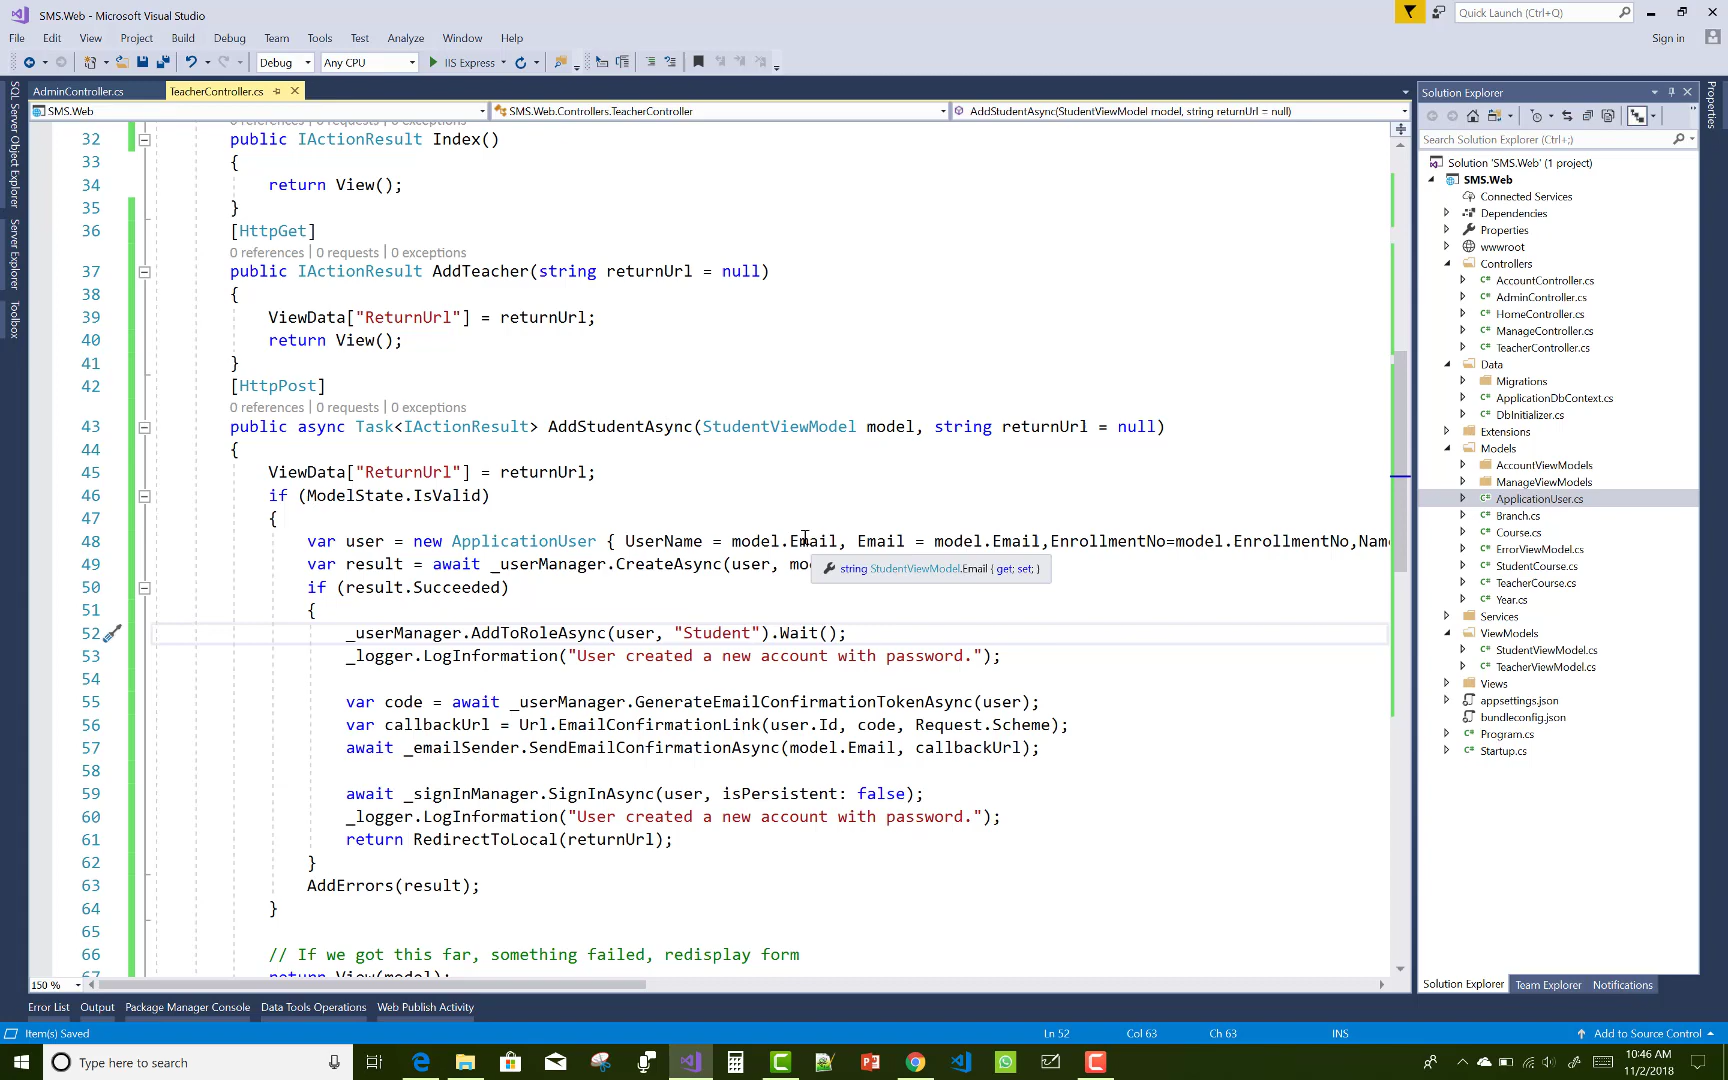 SMS.Web - Microsoft Visual Studio
Quick Launch (Ctrl+Q)
File Edit View Project Build Debug Team Tools Test Analyze Window Help
Sign in
Debug Any CPU IIS Express
AdminController.cs TeacherController.cs
SMS.Web SMS.Web.Controllers.TeacherController AddStudentAsync(StudentViewModel model, string returnUrl = null)
SQL Server Object Explorer
Server Explorer
Toolbox
32 public IActionResult Index()
33 {
34 return View();
35 }
36 [HttpGet]
0 references | 0 requests | 0 exceptions
37 public IActionResult AddTeacher(string returnUrl = null)
38 {
39 ViewData["ReturnUrl"] = returnUrl;
40 return View();
41 }
42 [HttpPost]
0 references | 0 requests | 0 exceptions
43 public async Task<IActionResult> AddStudentAsync(StudentViewModel model, string returnUrl = null)
44 {
45 ViewData["ReturnUrl"] = returnUrl;
46 if (ModelState.IsValid)
47 {
48 var user = new ApplicationUser { UserName = model.Email, Email = model.Email,EnrollmentNo=model.EnrollmentNo,Nam
49 var result = await _userManager.CreateAsync(user, mo
string StudentViewModel.Email { get; set; }
50 if (result.Succeeded)
51 {
52 _userManager.AddToRoleAsync(user, "Student").Wait();
53 _logger.LogInformation("User created a new account with password.");
54
55 var code = await _userManager.GenerateEmailConfirmationTokenAsync(user);
56 var callbackUrl = Url.EmailConfirmationLink(user.Id, code, Request.Scheme);
57 await _emailSender.SendEmailConfirmationAsync(model.Email, callbackUrl);
58
59 await _signInManager.SignInAsync(user, isPersistent: false);
60 _logger.LogInformation("User created a new account with password.");
61 return RedirectToLocal(returnUrl);
62 }
63 AddErrors(result);
64 }
65
66 // If we got this far, something failed, redisplay form
67 return View(model);
150 %
Solution Explorer
Search Solution Explorer (Ctrl+;)
Solution 'SMS.Web' (1 project)
SMS.Web
Connected Services
Dependencies
Properties
wwwroot
Controllers
AccountController.cs
AdminController.cs
HomeController.cs
ManageController.cs
TeacherController.cs
Data
Migrations
ApplicationDbContext.cs
DbInitializer.cs
Extensions
Models
AccountViewModels
ManageViewModels
ApplicationUser.cs
Branch.cs
Course.cs
ErrorViewModel.cs
StudentCourse.cs
TeacherCourse.cs
Year.cs
Services
ViewModels
StudentViewModel.cs
TeacherViewModel.cs
Views
appsettings.json
bundleconfig.json
Program.cs
Startup.cs
Properties
Solution Explorer Team Explorer Notifications
Error List Output Package Manager Console Data Tools Operations Web Publish Activity
Item(s) Saved Ln 52 Col 63 Ch 63 INS Add to Source Control
Type here to search
10:46 AM
11/2/2018